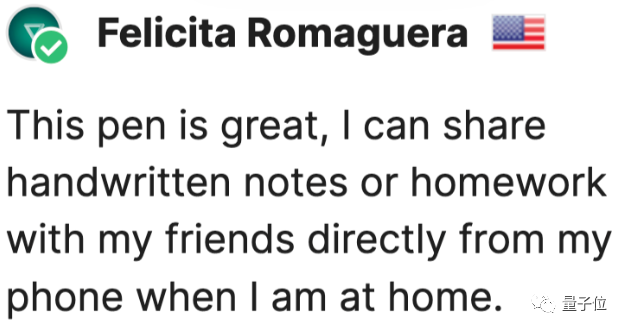 Felicita Romaguera
This pen is great, I can share
handwritten notes or homework
with my friends directly from my
phone when I am at home.
量子位